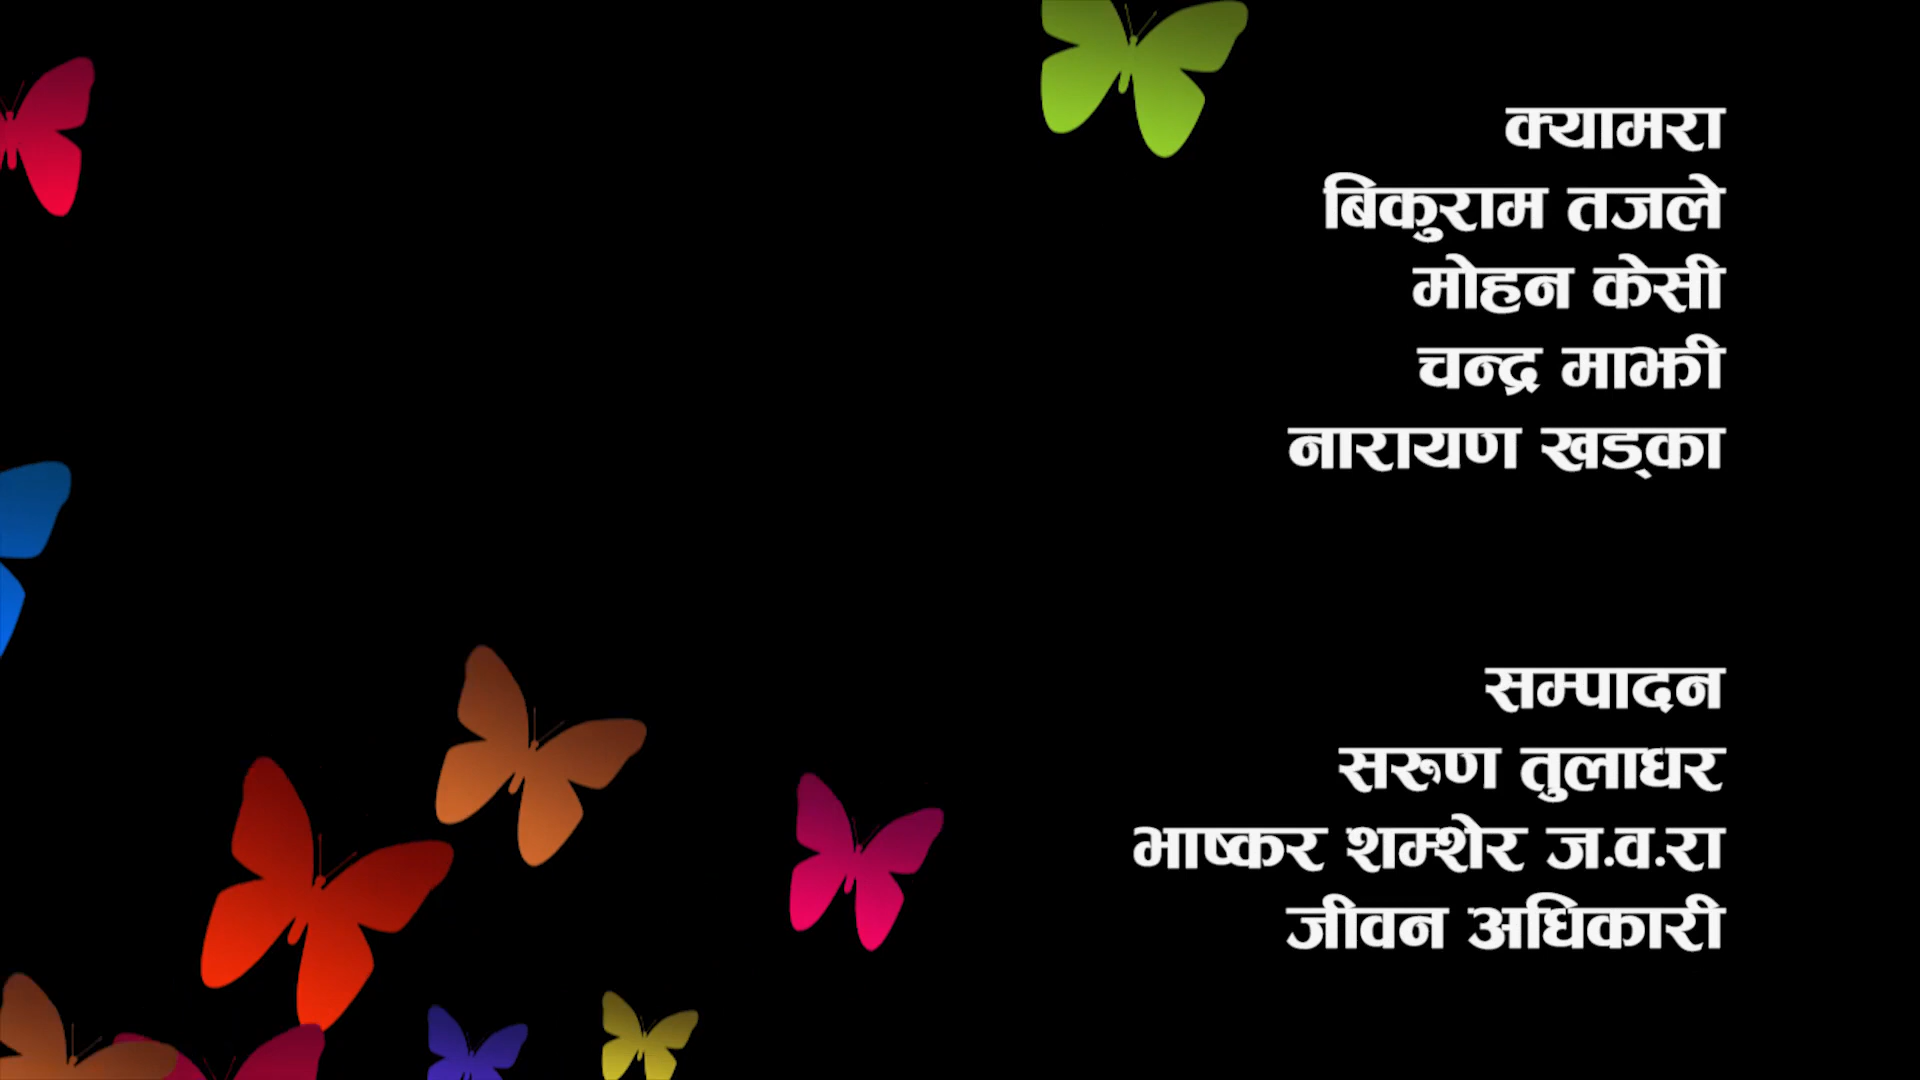 क्यामरा
बिकुराम तजले
मोहन केसी
चन्द्र माझी
नारायण खड्का
सम्पादन
सरुण तुलाधर
भाष्कर शम्शेर ज.व.रा
जीवन अधिकारी